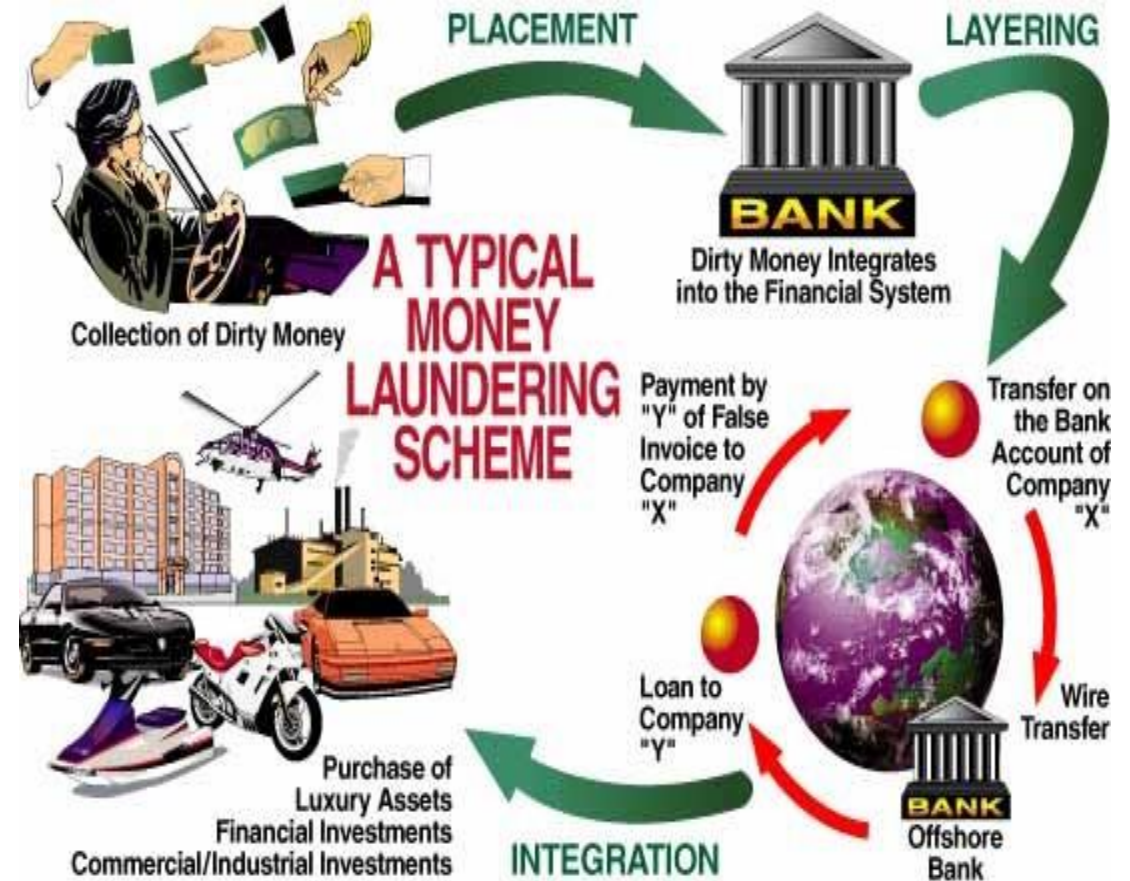 PLACEMENT
LAYERING
BANK
Dirty Money Integrates
into the Financial System
Collection of Dirty Money
A TYPICAL
MONEY
LAUNDERING
SCHEME
Transfer on
the Bank
Account of
Company
"X"
Wire
Transfer
BANK
Offshore
Bank
Loan to
Company
"Y"
Payment by
"Y" of False
Invoice to
Company
"X"
INTEGRATION
Purchase of
Luxury Assets
Financial Investments
Commercial/Industrial Investments